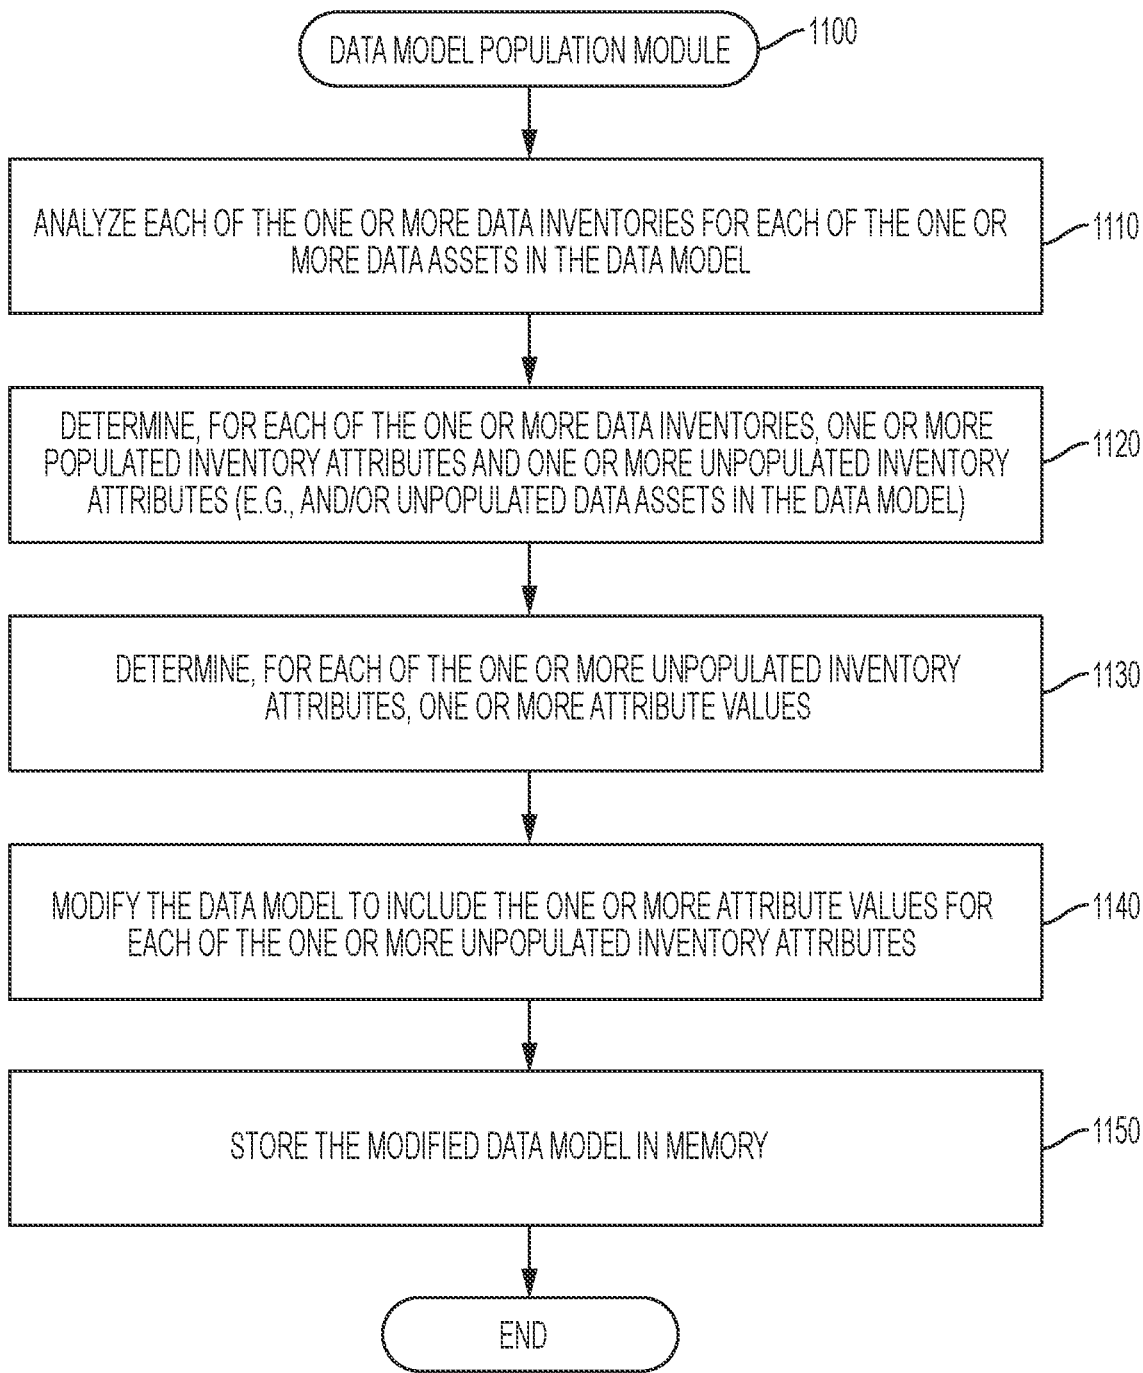 DATA MODEL POPULATION MODULE
1100
ANALYZE EACH OF THE ONE OR MORE DATA INVENTORIES FOR EACH OF THE ONE OR
MORE DATA ASSETS IN THE DATA MODEL
1110
DETERMINE, FOR EACH OF THE ONE OR MORE DATA INVENTORIES, ONE OR MORE
POPULATED INVENTORY ATTRIBUTES AND ONE OR MORE UNPOPULATED INVENTORY
ATTRIBUTES (E.G., AND/OR UNPOPULATED DATA ASSETS IN THE DATA MODEL)
1120
DETERMINE, FOR EACH OF THE ONE OR MORE UNPOPULATED INVENTORY
ATTRIBUTES, ONE OR MORE ATTRIBUTE VALUES
1130
MODIFY THE DATA MODEL TO INCLUDE THE ONE OR MORE ATTRIBUTE VALUES FOR
EACH OF THE ONE OR MORE UNPOPULATED INVENTORY ATTRIBUTES
1140
STORE THE MODIFIED DATA MODEL IN MEMORY
1150
END